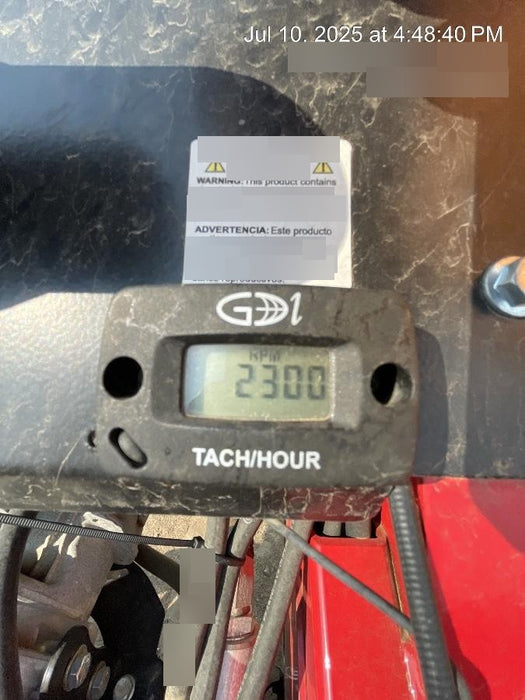 Jul 10. 2025 at 4:48:40 PM
WARNING: This product contains
ADVERTENCIA: Este producto
GDI
RPM
2300
TACH/HOUR